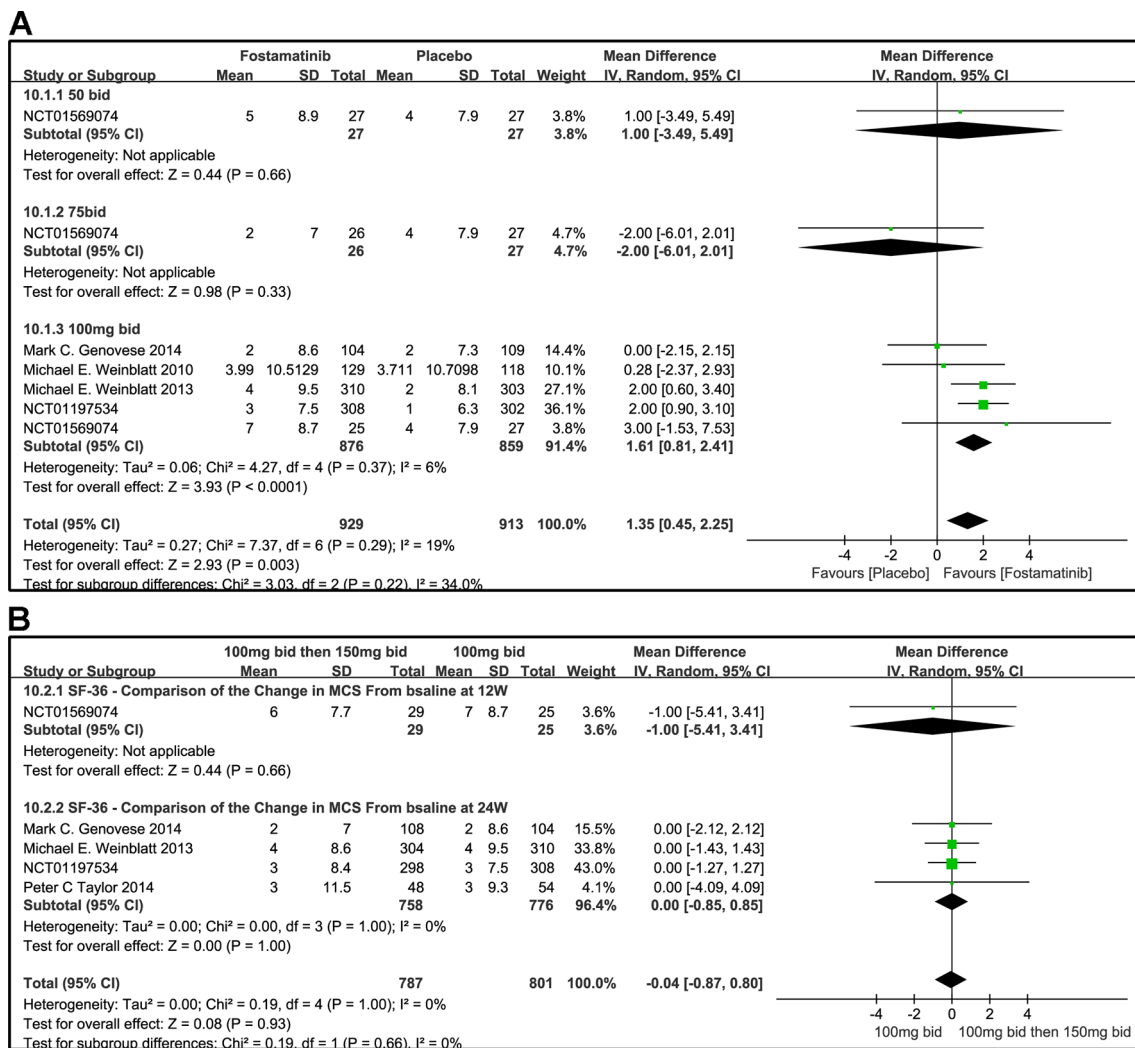 A
Fostamatinib Placebo Mean Difference Mean Difference
Study or Subgroup Mean SD Total Mean SD Total Weight IV, Random, 95% CI IV, Random, 95% CI
10.1.1 50 bid
NCT01569074 5 8.9 27 4 7.9 27 3.8% 1.00 [-3.49, 5.49]
Subtotal (95% CI) 27 27 3.8% 1.00 [-3.49, 5.49]
Heterogeneity: Not applicable
Test for overall effect: Z = 0.44 (P = 0.66)
10.1.2 75bid
NCT01569074 2 7 26 4 7.9 27 4.7% -2.00 [-6.01, 2.01]
Subtotal (95% CI) 26 27 4.7% -2.00 [-6.01, 2.01]
Heterogeneity: Not applicable
Test for overall effect: Z = 0.98 (P = 0.33)
10.1.3 100mg bid
Mark C. Genovese 2014 2 8.6 104 2 7.3 109 14.4% 0.00 [-2.15, 2.15]
Michael E. Weinblatt 2010 3.99 10.5129 129 3.711 10.7098 118 10.1% 0.28 [-2.37, 2.93]
Michael E. Weinblatt 2013 4 9.5 310 2 8.1 303 27.1% 2.00 [0.60, 3.40]
NCT01197534 3 7.5 308 1 6.3 302 36.1% 2.00 [0.90, 3.10]
NCT01569074 7 8.7 25 4 7.9 27 3.8% 3.00 [-1.53, 7.53]
Subtotal (95% CI) 876 859 91.4% 1.61 [0.81, 2.41]
Heterogeneity: Tau² = 0.06; Chi² = 4.27, df = 4 (P = 0.37); I² = 6%
Test for overall effect: Z = 3.93 (P < 0.0001)
Total (95% CI) 929 913 100.0% 1.35 [0.45, 2.25]
Heterogeneity: Tau² = 0.27; Chi² = 7.37, df = 6 (P = 0.29); I² = 19%
Test for overall effect: Z = 2.93 (P = 0.003)
Test for subgroup differences: Chi² = 3.03, df = 2 (P = 0.22), I² = 34.0%
-4 -2 0 2 4
Favours [Placebo] Favours [Fostamatinib]
B
100mg bid then 150mg bid 100mg bid Mean Difference Mean Difference
Study or Subgroup Mean SD Total Mean SD Total Weight IV, Random, 95% CI IV, Random, 95% CI
10.2.1 SF-36 - Comparison of the Change in MCS From bsaline at 12W
NCT01569074 6 7.7 29 7 8.7 25 3.6% -1.00 [-5.41, 3.41]
Subtotal (95% CI) 29 25 3.6% -1.00 [-5.41, 3.41]
Heterogeneity: Not applicable
Test for overall effect: Z = 0.44 (P = 0.66)
10.2.2 SF-36 - Comparison of the Change in MCS From bsaline at 24W
Mark C. Genovese 2014 2 7 108 2 8.6 104 15.5% 0.00 [-2.12, 2.12]
Michael E. Weinblatt 2013 4 8.6 304 4 9.5 310 33.8% 0.00 [-1.43, 1.43]
NCT01197534 3 8.4 298 3 7.5 308 43.0% 0.00 [-1.27, 1.27]
Peter C Taylor 2014 3 11.5 48 3 9.3 54 4.1% 0.00 [-4.09, 4.09]
Subtotal (95% CI) 758 776 96.4% 0.00 [-0.85, 0.85]
Heterogeneity: Tau² = 0.00; Chi² = 0.00, df = 3 (P = 1.00); I² = 0%
Test for overall effect: Z = 0.00 (P = 1.00)
Total (95% CI) 787 801 100.0% -0.04 [-0.87, 0.80]
Heterogeneity: Tau² = 0.00; Chi² = 0.19, df = 4 (P = 1.00); I² = 0%
Test for overall effect: Z = 0.08 (P = 0.93)
Test for subgroup differences: Chi² = 0.19, df = 1 (P = 0.66), I² = 0%
-4 -2 0 2 4
100mg bid 100mg bid then 150mg bid